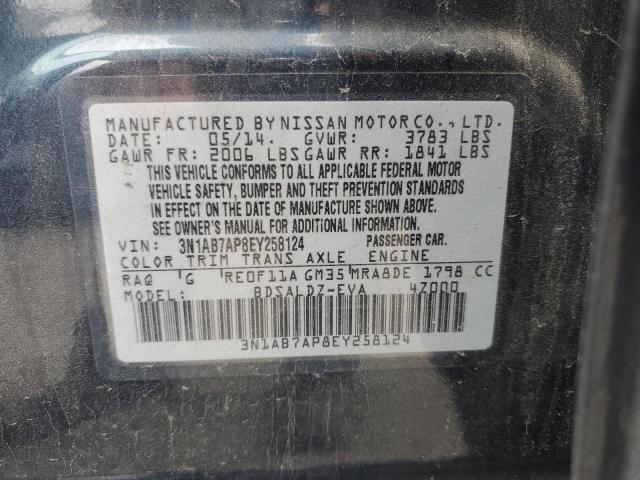 MANUFACTURED BY NISSAN MOTOR CO., LTD.
DATE: 05/14. GVWR: 3783 LBS
GAWR FR: 2006 LBS GAWR RR: 1841 LBS
THIS VEHICLE CONFORMS TO ALL APPLICABLE FEDERAL MOTOR
VEHICLE SAFETY, BUMPER AND THEFT PREVENTION STANDARDS
IN EFFECT ON THE DATE OF MANUFACTURE SHOWN ABOVE.
SEE OWNER'S MANUAL FOR ADDITIONAL INFORMATION.
VIN: 3N1AB7AP8EY258124 PASSENGER CAR.
COLOR TRIM TRANS AXLE ENGINE
RAQ 'G 'RE0F11A GM35'MRA8DE 1798 CC
MODEL: BDSALDZ-EVA 4Z000
3N1AB7AP8EY258124